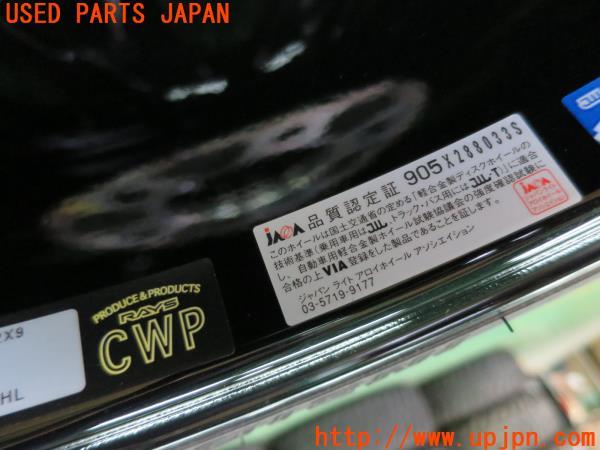 USED PARTS JAPAN
JAWA 品質認定証 905X288033S
このホイールは国土交通省の定める「軽合金製ディスクホイールの
技術基準(乗用車用はJWL トラック・バス用にはJWL-T)」に適合
し、自動車用軽合金製ホイール試験協議会の強度確認試験に
合格の上VIA登録をした製品であることを証します。
ジャパン ライト アロイホイール アソシエイション
03-5719-9177
PRODUCE & PRODUCTS
RAYS
CWP
X9
HL
http://www.upjpn.com/